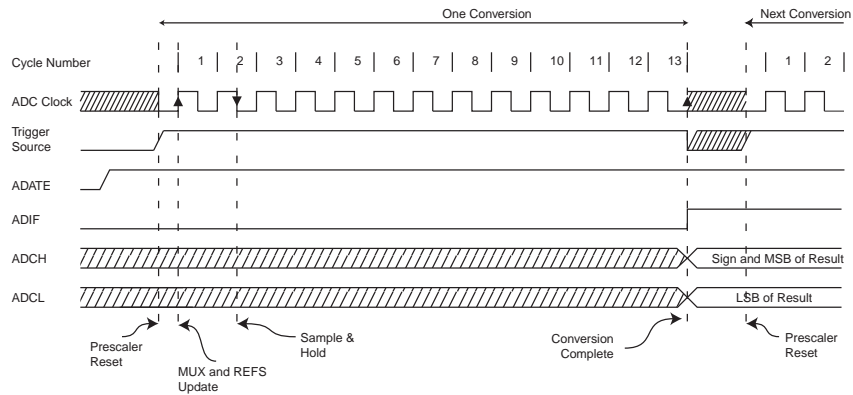 One Conversion
Next Conversion
Cycle Number
1 2 3 4 5 6 7 8 9 10 11 12 13 1 2
ADC Clock
Trigger
Source
ADATE
ADIF
ADCH
Sign and MSB of Result
ADCL
LSB of Result
Prescaler
Reset
MUX and REFS
Update
Sample &
Hold
Conversion
Complete
Prescaler
Reset